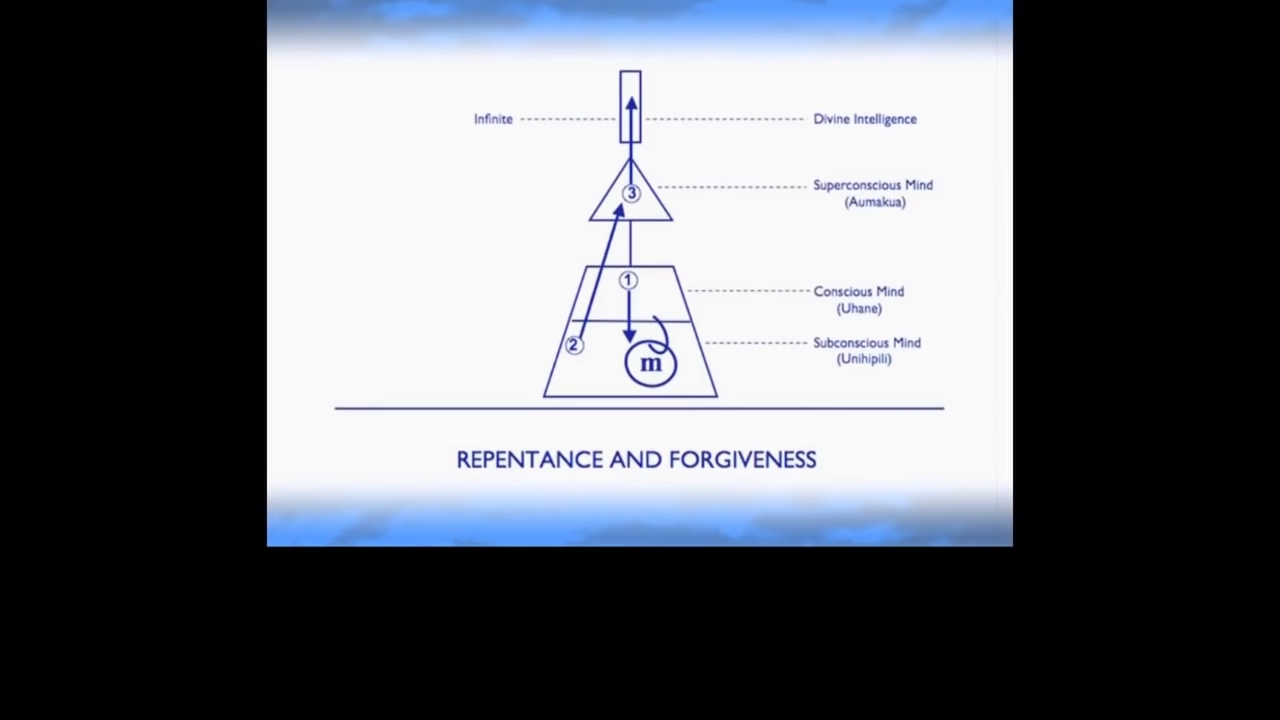 Infinite
Divine Intelligence
3
Superconscious Mind
(Aumakua)
1
Conscious Mind
(Uhane)
2
m
Subconscious Mind
(Unihipili)
REPENTANCE AND FORGIVENESS